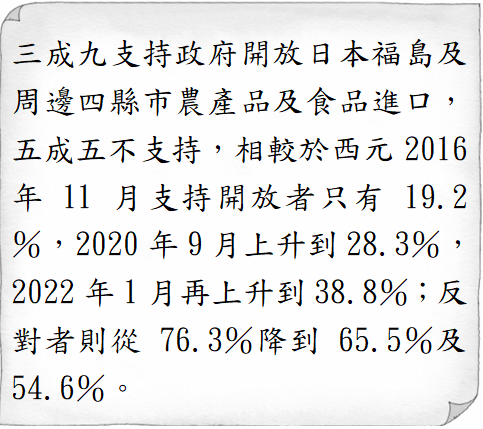 三成九支持政府開放日本福島及
周邊四縣市農產品及食品進口，
五成五不支持，相較於西元 2016
年 11 月支持開放者只有 19.2
％，2020 年 9 月上升到 28.3％，
2022 年 1 月再上升到 38.8％；反
對者則從 76.3％降到 65.5％及
54.6％。